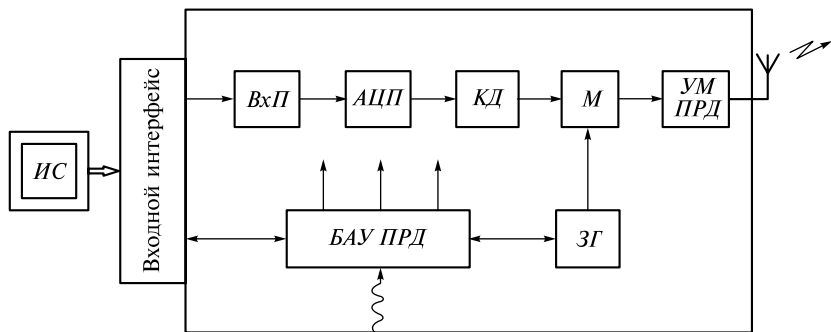 ИС
Входной интерфейс
ВхП
АЦП
КД
М
УМ
ПРД
БАУ ПРД
ЗГ